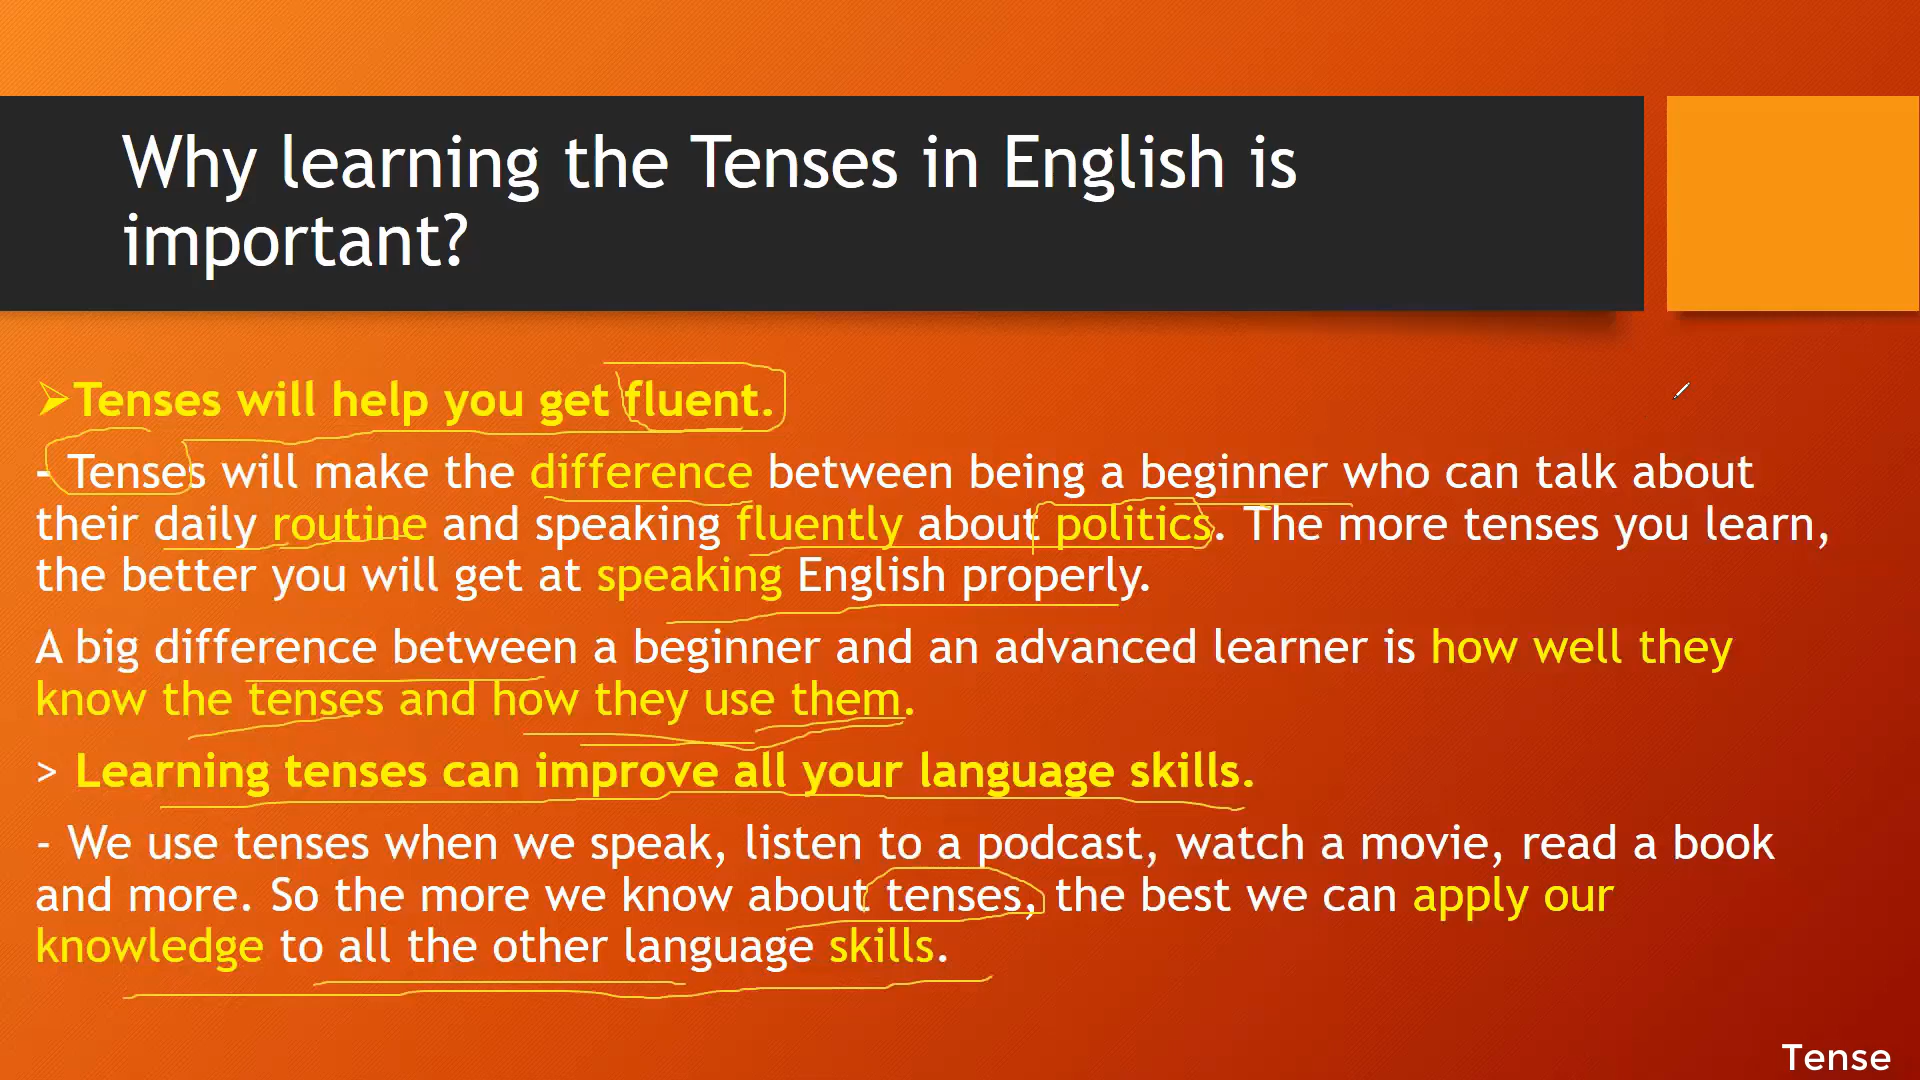 Why learning the Tenses in English is
important?
➢Tenses will help you get fluent.
- Tenses will make the difference between being a beginner who can talk about
their daily routine and speaking fluently about politics. The more tenses you learn,
the better you will get at speaking English properly.
A big difference between a beginner and an advanced learner is how well they
know the tenses and how they use them.
> Learning tenses can improve all your language skills.
- We use tenses when we speak, listen to a podcast, watch a movie, read a book
and more. So the more we know about tenses, the best we can apply our
knowledge to all the other language skills.
Tense